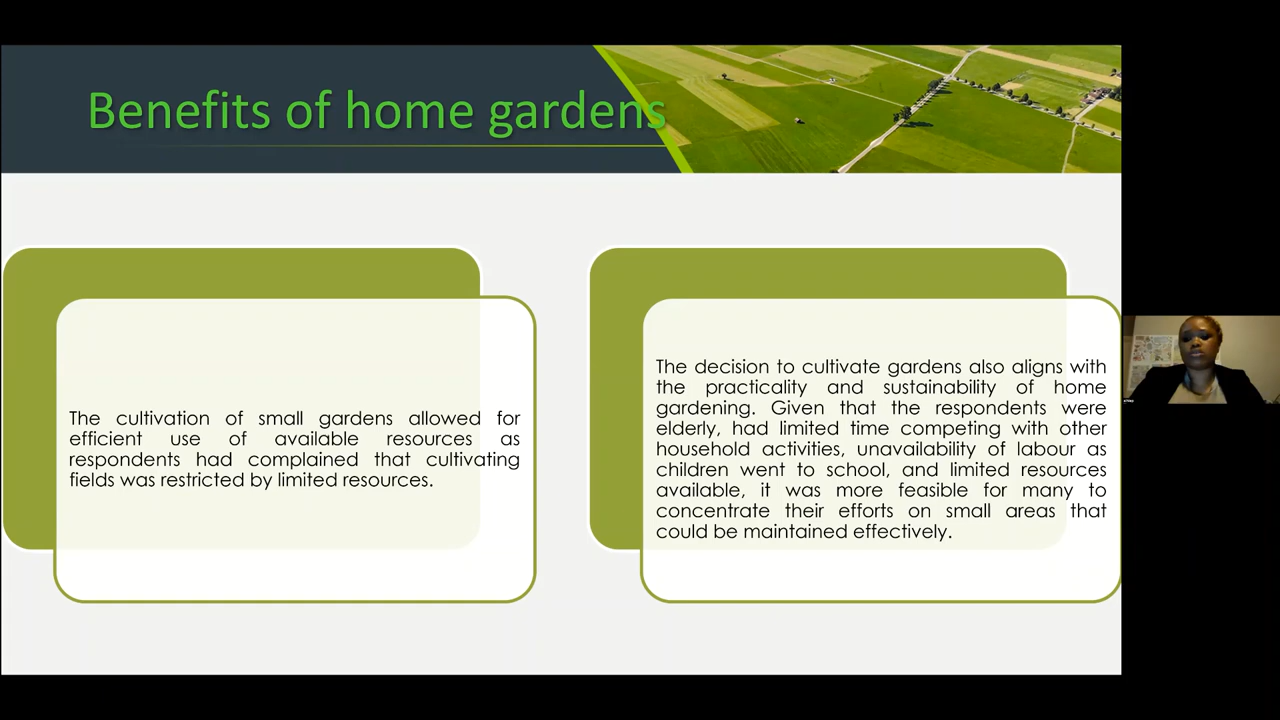 Benefits of home gardens
The cultivation of small gardens allowed for
efficient use of available resources as
respondents had complained that cultivating
fields was restricted by limited resources.
The decision to cultivate gardens also aligns with
the practicality and sustainability of home
gardening. Given that the respondents were
elderly, had limited time competing with other
household activities, unavailability of labour as
children went to school, and limited resources
available, it was more feasible for many to
concentrate their efforts on small areas that
could be maintained effectively.